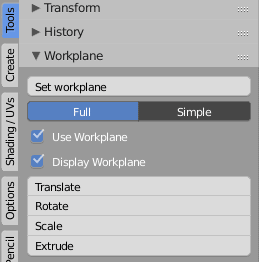 Tools
Create
Shading / UVs
Options
Pencil
Transform
History
Workplane
Set workplane
Full Simple
Use Workplane
Display Workplane
Translate
Rotate
Scale
Extrude